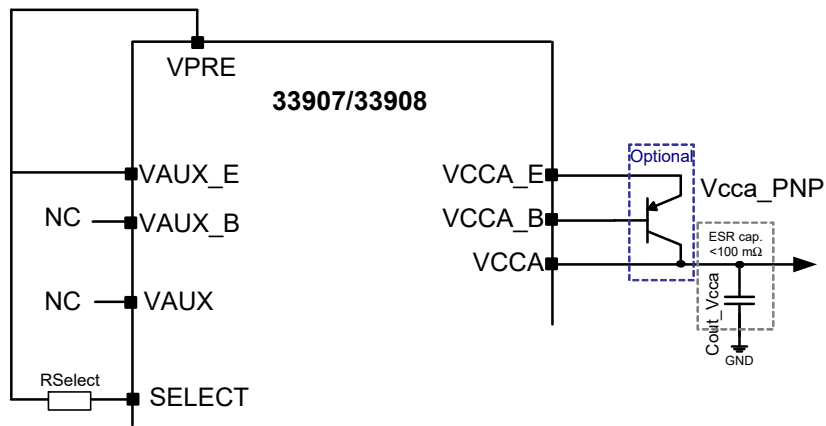 VPRE
33907/33908
Optional
VAUX_E
VCCA_E
Vcca_PNP
NC
VAUX_B
VCCA_B
ESR cap.
<100 mΩ
VCCA
NC
VAUX
Cout_Vcca
GND
RSelect
SELECT